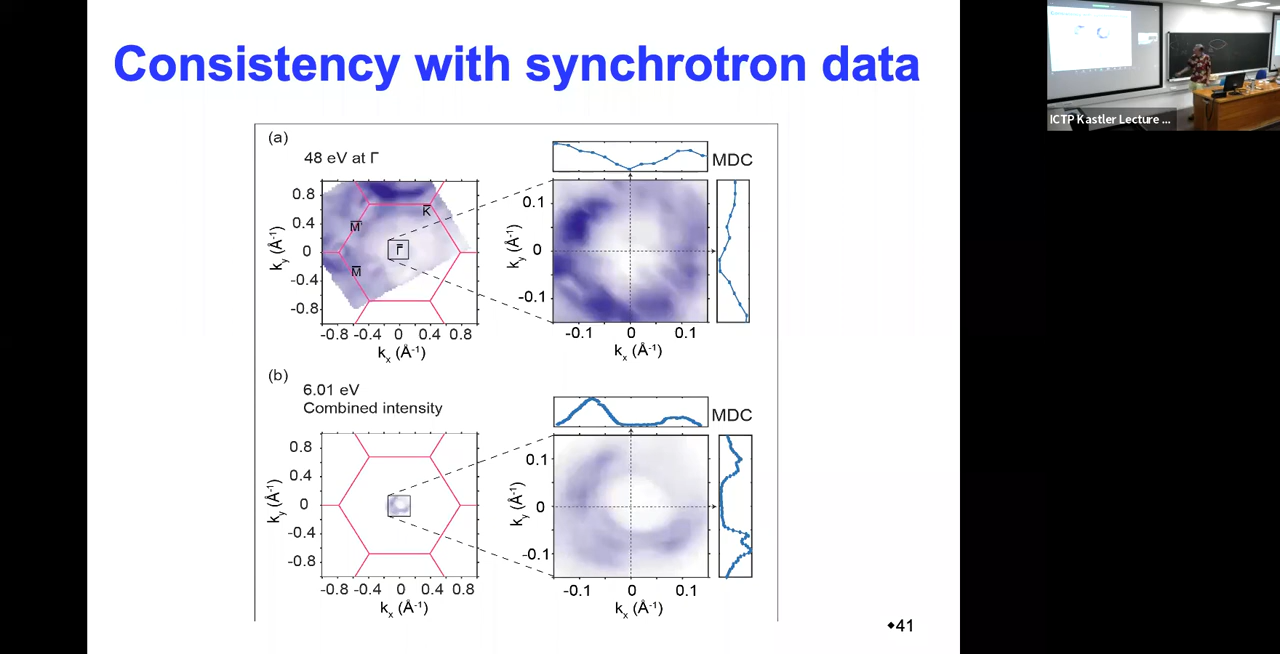 Consistency with synchrotron data
(a)
48 eV at Γ
MDC
0.8
0.4
0
-0.4
-0.8
k_y (Å⁻¹)
K̅
M̅'
Γ̅
M̅
-0.8 -0.4 0 0.4 0.8
k_x (Å⁻¹)
0.1
0
-0.1
k_y (Å⁻¹)
-0.1 0 0.1
k_x (Å⁻¹)
(b)
6.01 eV
Combined intensity
MDC
0.8
0.4
0
-0.4
-0.8
k_y (Å⁻¹)
-0.8 -0.4 0 0.4 0.8
k_x (Å⁻¹)
0.1
0
-0.1
k_y (Å⁻¹)
-0.1 0 0.1
k_x (Å⁻¹)
◆41
ICTP Kastler Lecture ...